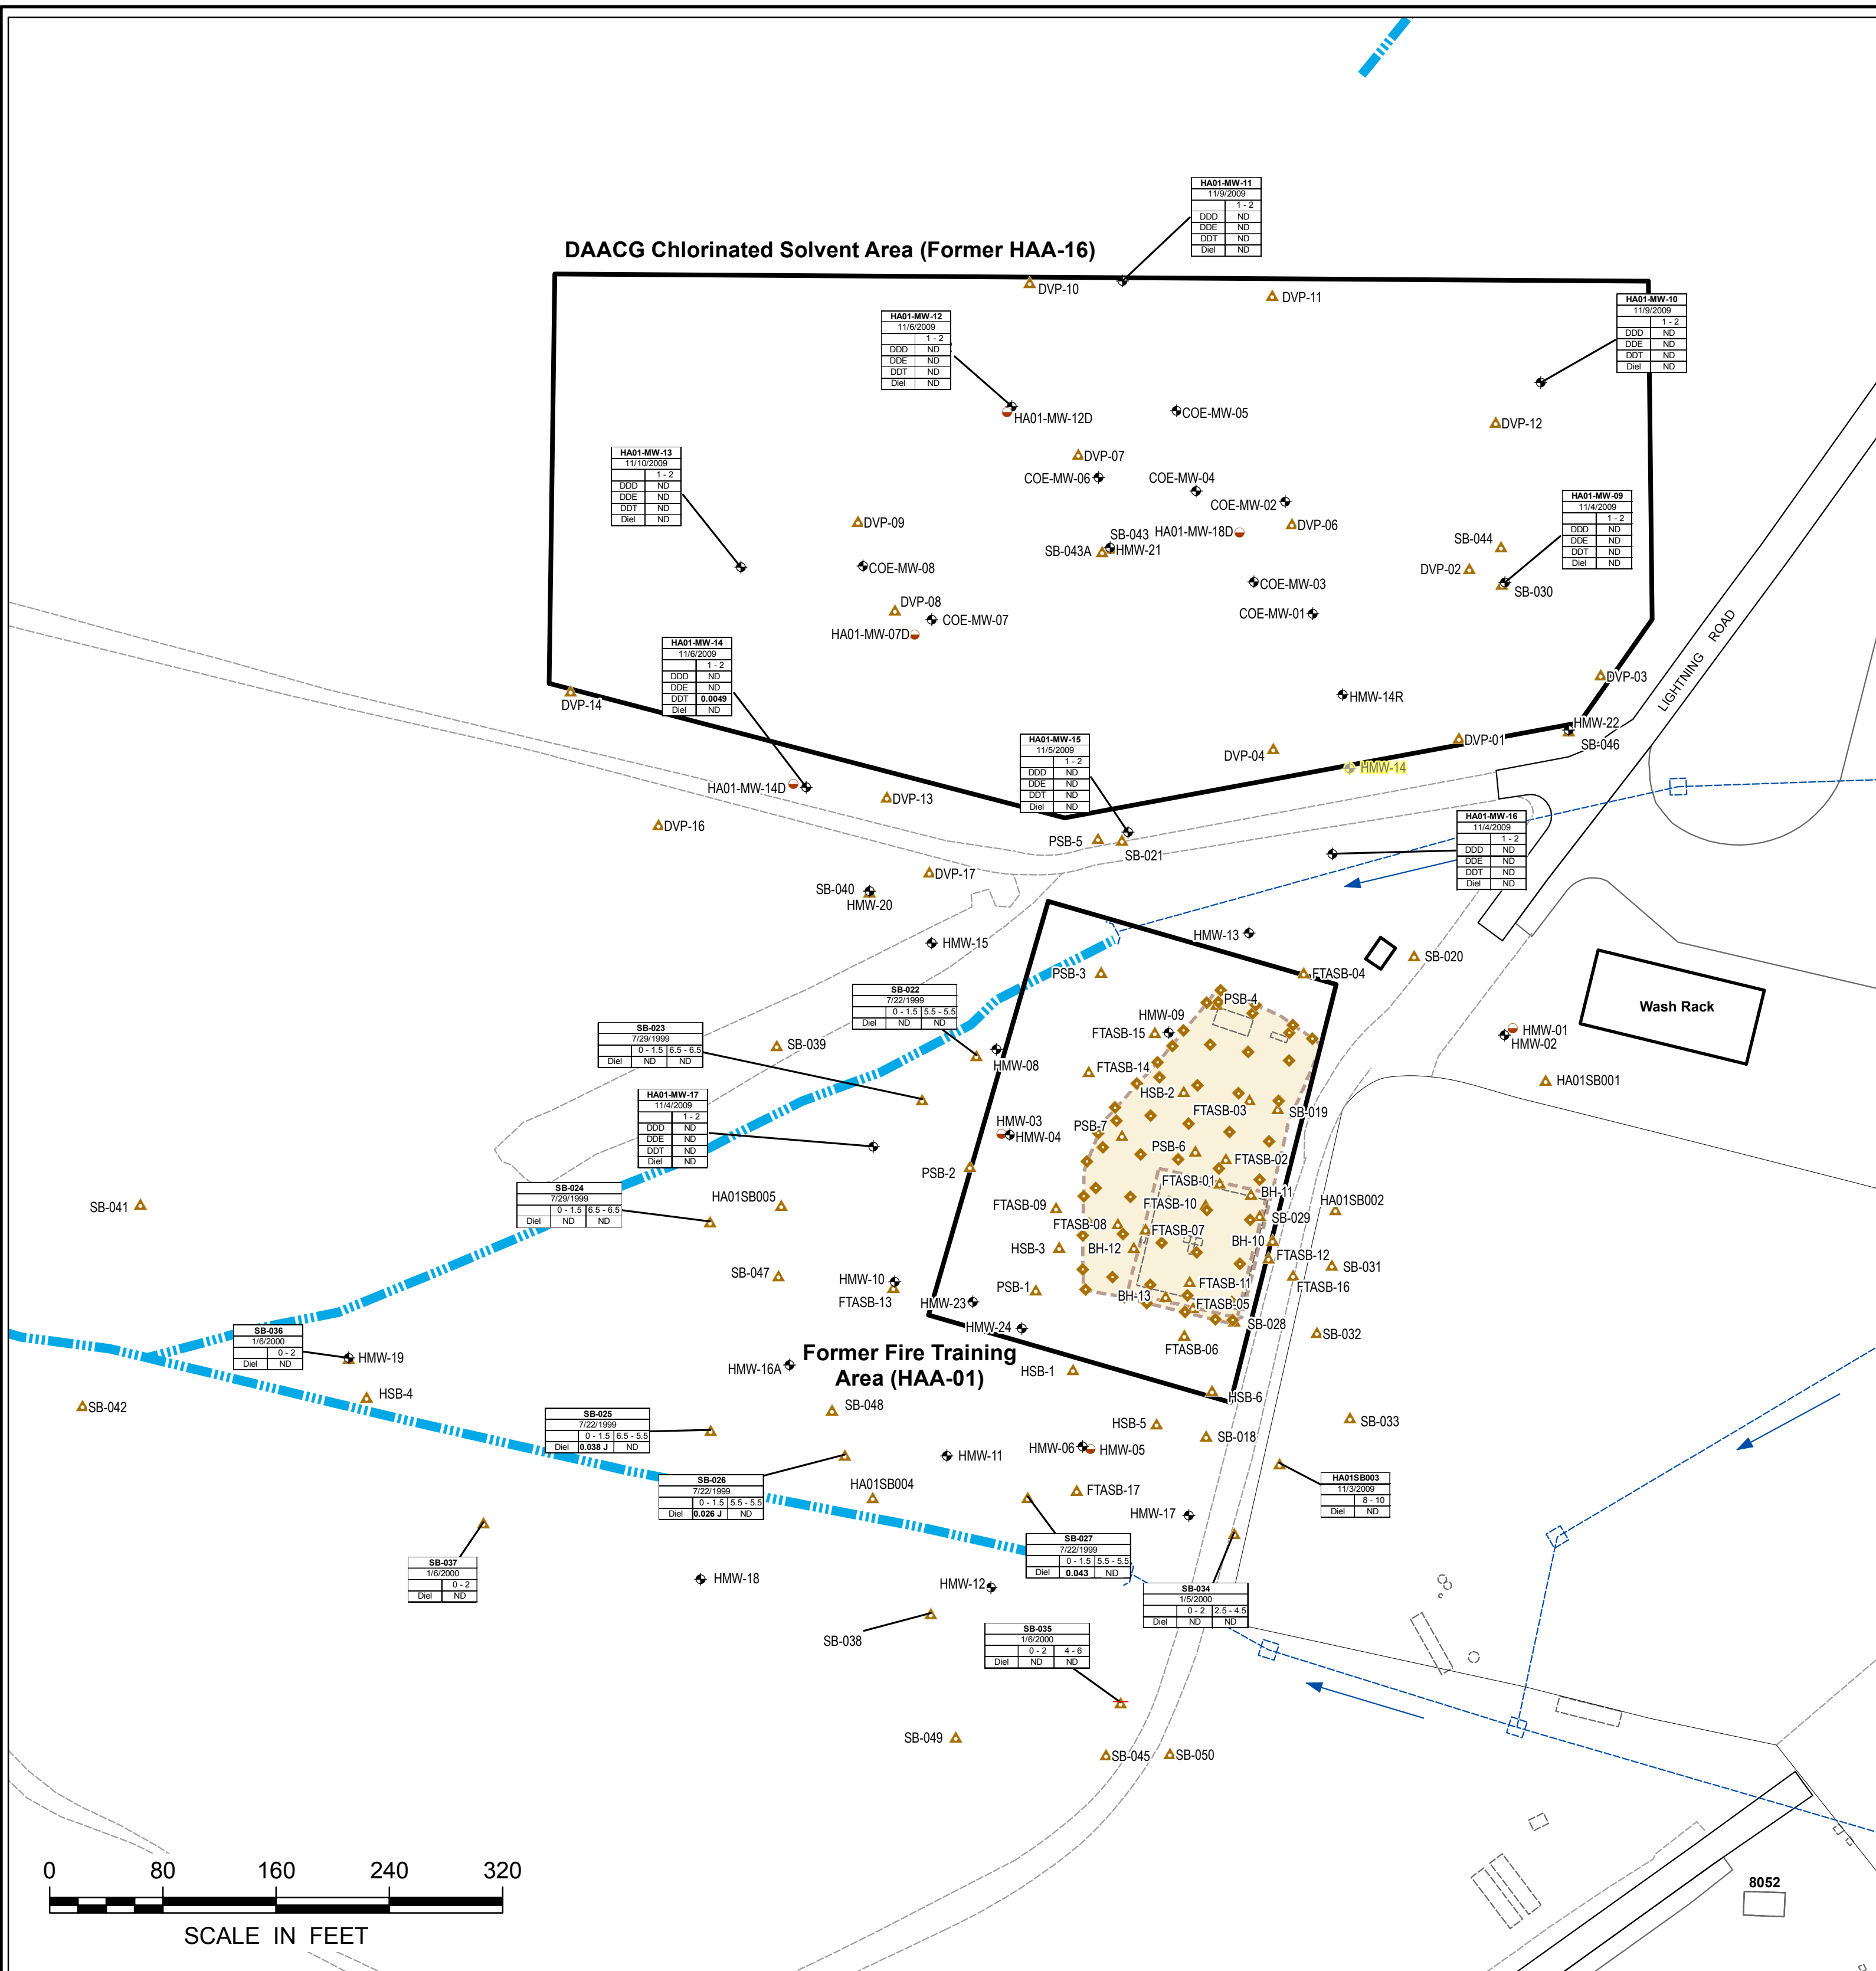 HA01-MW-11
11/9/2009
1 - 2
DDD ND
DDE ND
DDT ND
Diel ND
DAACG Chlorinated Solvent Area (Former HAA-16)
DVP-10
DVP-11
HA01-MW-10
11/9/2009
1 - 2
DDD ND
DDE ND
DDT ND
Diel ND
HA01-MW-12
11/6/2009
1 - 2
DDD ND
DDE ND
DDT ND
Diel ND
HA01-MW-12D
COE-MW-05
DVP-12
HA01-MW-13
11/10/2009
1 - 2
DDD ND
DDE ND
DDT ND
Diel ND
DVP-07
COE-MW-06
COE-MW-04
COE-MW-02
HA01-MW-09
11/4/2009
1 - 2
DDD ND
DDE ND
DDT ND
Diel ND
DVP-09
DVP-06
SB-043
HA01-MW-18D
SB-043A
HMW-21
SB-044
COE-MW-08
DVP-02
COE-MW-03
SB-030
DVP-08
COE-MW-07
COE-MW-01
HA01-MW-07D
HA01-MW-14
11/6/2009
1 - 2
DDD ND
DDE ND
DDT 0.0049
Diel ND
LIGHTNING ROAD
DVP-03
DVP-14
HMW-14R
HMW-22
SB-046
DVP-01
DVP-04
HMW-14
HA01-MW-15
11/5/2009
1 - 2
DDD ND
DDE ND
DDT ND
Diel ND
HA01-MW-14D
DVP-13
DVP-16
PSB-5
SB-021
HA01-MW-16
11/4/2009
1 - 2
DDD ND
DDE ND
DDT ND
Diel ND
DVP-17
SB-040
HMW-20
HMW-15
HMW-13
SB-020
PSB-3
FTASB-04
SB-022
7/22/1999
0 - 1.5 5.5 - 5.5
Diel ND ND
PSB-4
Wash Rack
SB-023
7/29/1999
0 - 1.5 6.5 - 6.5
Diel ND ND
SB-039
HMW-09
FTASB-15
HMW-01
HMW-02
HMW-08
FTASB-14
HA01SB001
HSB-2
HA01-MW-17
11/4/2009
1 - 2
DDD ND
DDE ND
DDT ND
Diel ND
FTASB-03
SB-019
HMW-03
HMW-04
PSB-7
PSB-6
FTASB-02
PSB-2
SB-024
7/29/1999
0 - 1.5 6.5 - 6.5
Diel ND ND
FTASB-01
BH-11
HA01SB005
SB-041
FTASB-09
FTASB-10
HA01SB002
SB-029
FTASB-08
FTASB-07
HSB-3
BH-12
BH-10
FTASB-12
SB-031
SB-047
HMW-10
FTASB-13
PSB-1
FTASB-11
FTASB-16
BH-13
HMW-23
FTASB-05
HMW-24
SB-028
SB-032
SB-036
1/6/2000
0 - 2
Diel ND
HMW-19
FTASB-06
Former Fire Training
Area (HAA-01)
HMW-16A
HSB-1
HSB-4
HSB-6
SB-042
SB-048
SB-025
7/22/1999
0 - 1.5 6.5 - 5.5
Diel 0.038 J ND
HSB-5
SB-018
SB-033
HMW-11
HMW-06
HMW-05
SB-026
7/22/1999
0 - 1.5 5.5 - 5.5
Diel 0.026 J ND
HA01SB004
FTASB-17
HA01SB003
11/3/2009
8 - 10
Diel ND
HMW-17
SB-027
7/22/1999
0 - 1.5 5.5 - 5.5
Diel 0.043 ND
SB-037
1/6/2000
0 - 2
Diel ND
HMW-18
HMW-12
SB-034
1/5/2000
0 - 2 2.5 - 4.5
Diel ND ND
SB-038
SB-035
1/6/2000
0 - 2 4 - 6
Diel ND ND
SB-049
SB-045
SB-050
0 80 160 240 320
SCALE IN FEET
8052